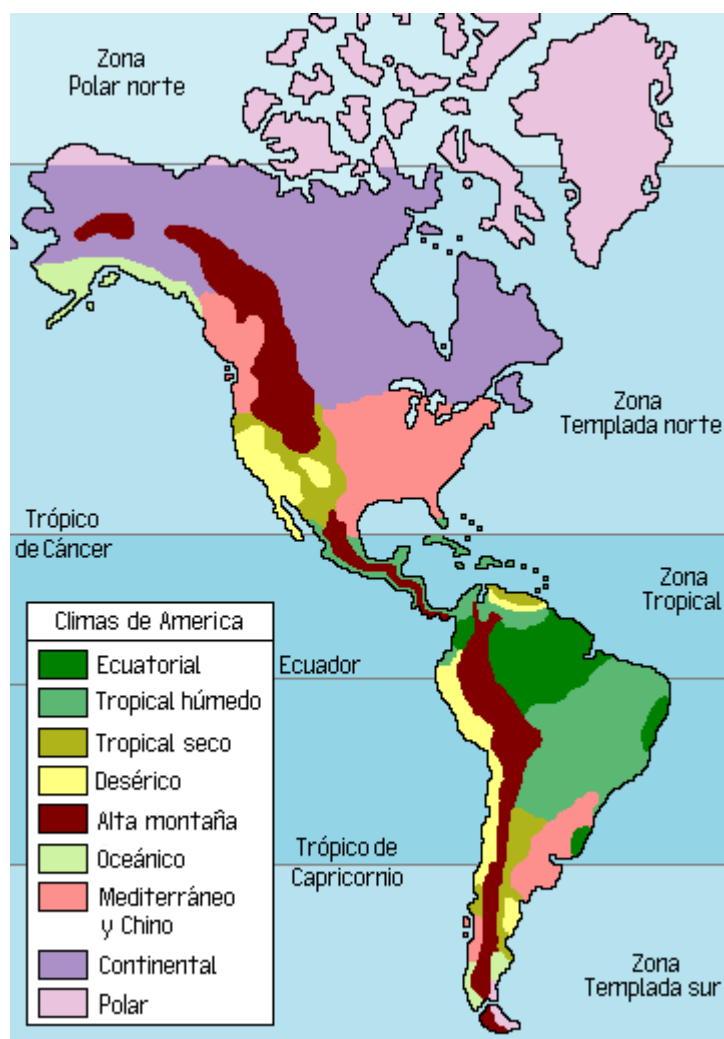 Zona
Polar norte
Zona
Templada norte
Trópico
de Cáncer
Zona
Tropical
Climas de America
Ecuatorial
Tropical húmedo
Tropical seco
Desérico
Alta montaña
Oceánico
Mediterráneo
y Chino
Continental
Polar
Ecuador
Trópico de
Capricornio
Zona
Templada sur